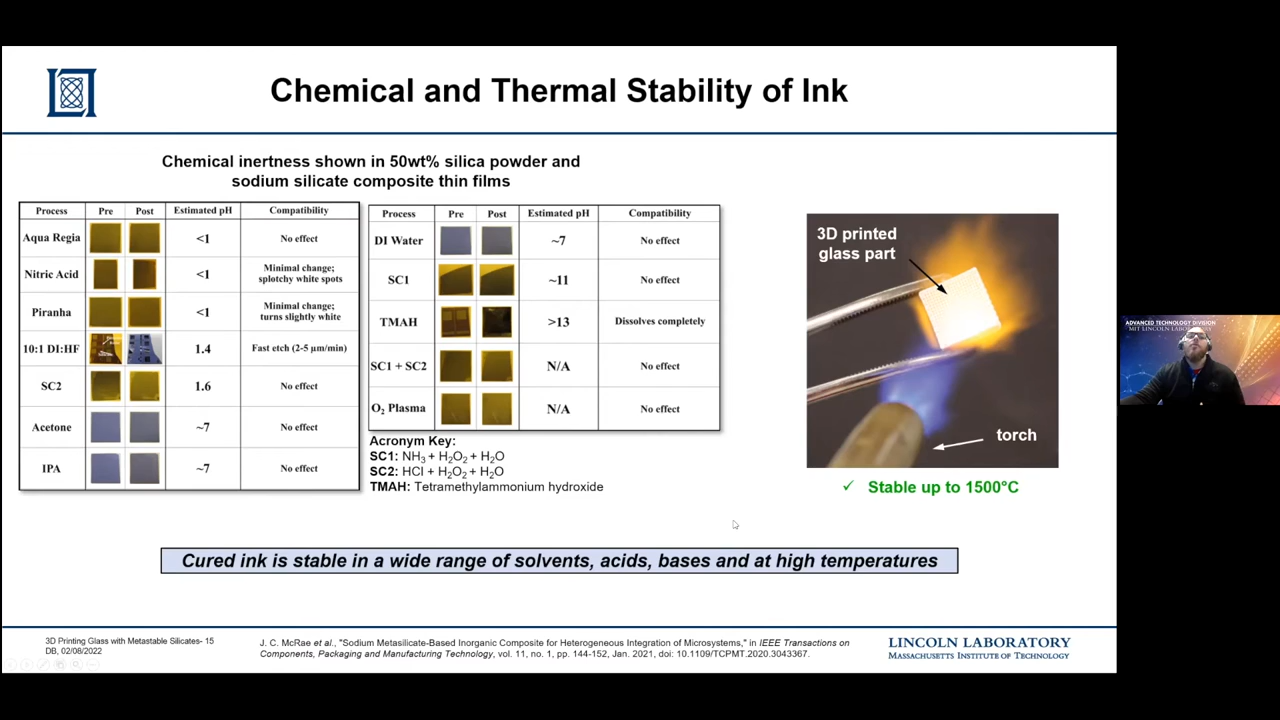 Chemical and Thermal Stability of Ink
Chemical inertness shown in 50wt% silica powder and
sodium silicate composite thin films
Process Pre Post Estimated pH Compatibility
Aqua Regia <1 No effect
Nitric Acid <1 Minimal change;
splotchy white spots
Piranha <1 Minimal change;
turns slightly white
10:1 DI:HF 1.4 Fast etch (2-5 µm/min)
SC2 1.6 No effect
Acetone ~7 No effect
IPA ~7 No effect
Process Pre Post Estimated pH Compatibility
DI Water ~7 No effect
SC1 ~11 No effect
TMAH >13 Dissolves completely
SC1 + SC2 N/A No effect
O₂ Plasma N/A No effect
Acronym Key:
SC1: NH₃ + H₂O₂ + H₂O
SC2: HCl + H₂O₂ + H₂O
TMAH: Tetramethylammonium hydroxide
3D printed
glass part
torch
✓ Stable up to 1500°C
Cured ink is stable in a wide range of solvents, acids, bases and at high temperatures
3D Printing Glass with Metastable Silicates- 15
DB, 02/08/2022
J. C. McRae et al., "Sodium Metasilicate-Based Inorganic Composite for Heterogeneous Integration of Microsystems," in IEEE Transactions on
Components, Packaging and Manufacturing Technology, vol. 11, no. 1, pp. 144-152, Jan. 2021, doi: 10.1109/TCPMT.2020.3043367.
LINCOLN LABORATORY
MASSACHUSETTS INSTITUTE OF TECHNOLOGY
ADVANCED TECHNOLOGY DIVISION
MIT LINCOLN LABORATORY